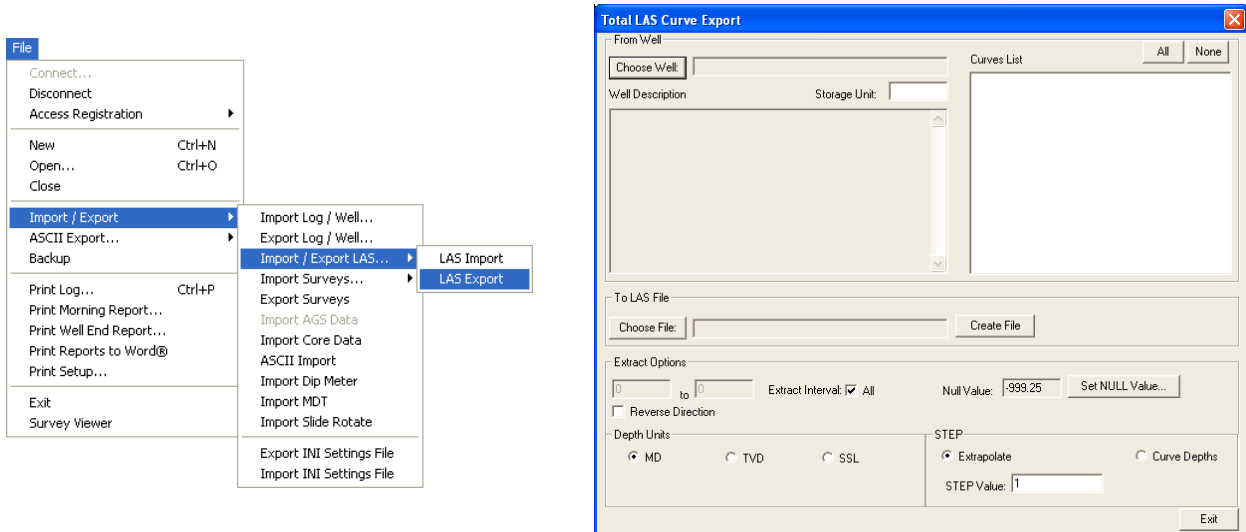 File
Connect...
Disconnect
Access Registration
New Ctrl+N
Open... Ctrl+O
Close
Import / Export
ASCII Export...
Backup
Print Log... Ctrl+P
Print Morning Report...
Print Well End Report...
Print Reports to Word®
Print Setup...
Exit
Survey Viewer
Import Log / Well...
Export Log / Well...
Import / Export LAS...
Import Surveys...
Export Surveys
Import AGS Data
Import Core Data
ASCII Import
Import Dip Meter
Import MDT
Import Slide Rotate
Export INI Settings File
Import INI Settings File
LAS Import
LAS Export
Total LAS Curve Export
From Well
Choose Well:
Curves List All None
Well Description Storage Unit:
To LAS File
Choose File: Create File
Extract Options
0 to 0 Extract Interval: All Null Value: -999.25 Set NULL Value...
Reverse Direction
Depth Units
MD TVD SSL
STEP
Extrapolate Curve Depths
STEP Value: 1
Exit